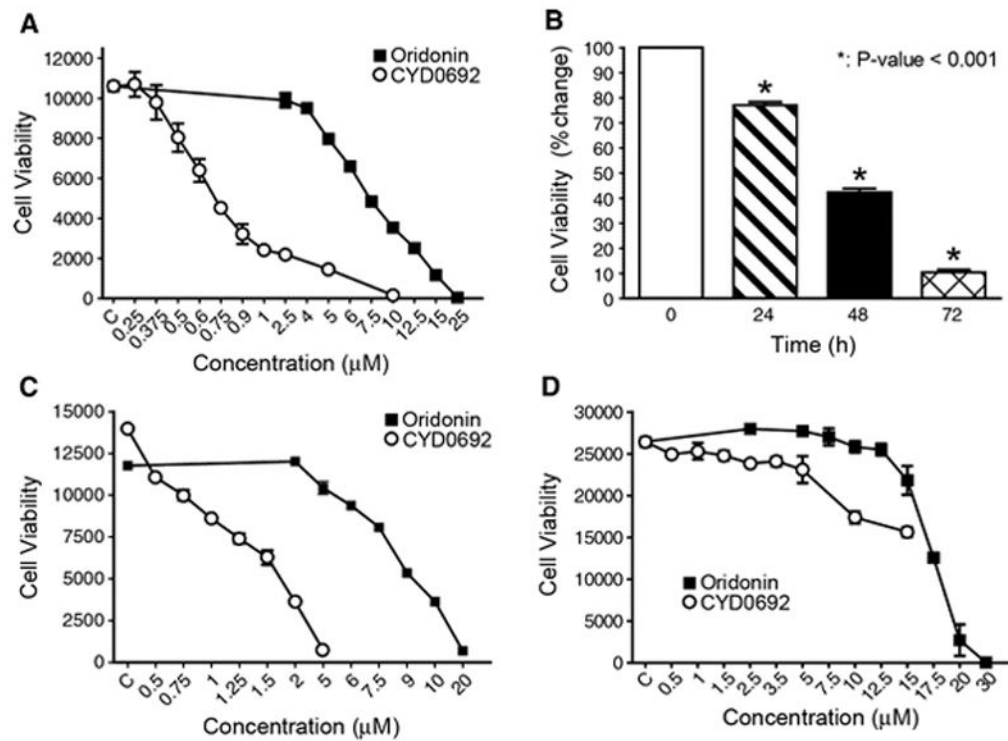 A
Oridonin
CYD0692
12000
10000
8000
6000
4000
2000
0
Cell Viability
C 0.25 0.375 0.5 0.6 0.75 0.9 1 2.5 4 5 6 7.5 10 12.5 15 25
Concentration (μM)
B
*: P-value < 0.001
100
90
80
70
60
50
40
30
20
10
0
Cell Viability (%change)
* * *
0 24 48 72
Time (h)
C
Oridonin
CYD0692
15000
12500
10000
7500
5000
2500
0
Cell Viability
C 0.5 0.75 1 1.25 1.5 2 5 6 7.5 9 10 20
Concentration (μM)
D
30000
25000
20000
15000
10000
5000
0
Cell Viability
Oridonin
CYD0692
C 0.5 1 1.5 2.5 3.5 5 7.5 10 12.5 15 17.5 20 30
Concentration (μM)